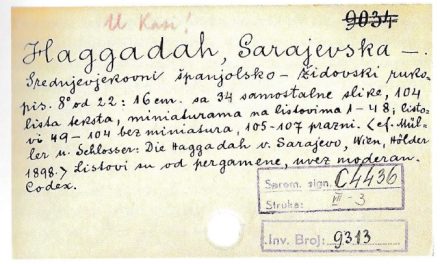 U Kasi!
9034
Haggadah, Sarajevska —.
Srednjevjekovni španjolsko – židovski ruko-
pis. 8° od 22 : 16 cm. sa 34 samostalne slike, 104
lista teksta, miniaturama na listovima 1 – 48; listo-
vi 49 – 104 bez miniatura, 105-107 prazni. < cf. Mül-
ler u. Schlosser: Die Haggadah v. Sarajevo, Wien, Hölder
1898. > Listovi su od pergamene, uvez moderan.
Codex.
Sprem. sign. C4436
Struka: VII - 3
Inv. Broj: 9313